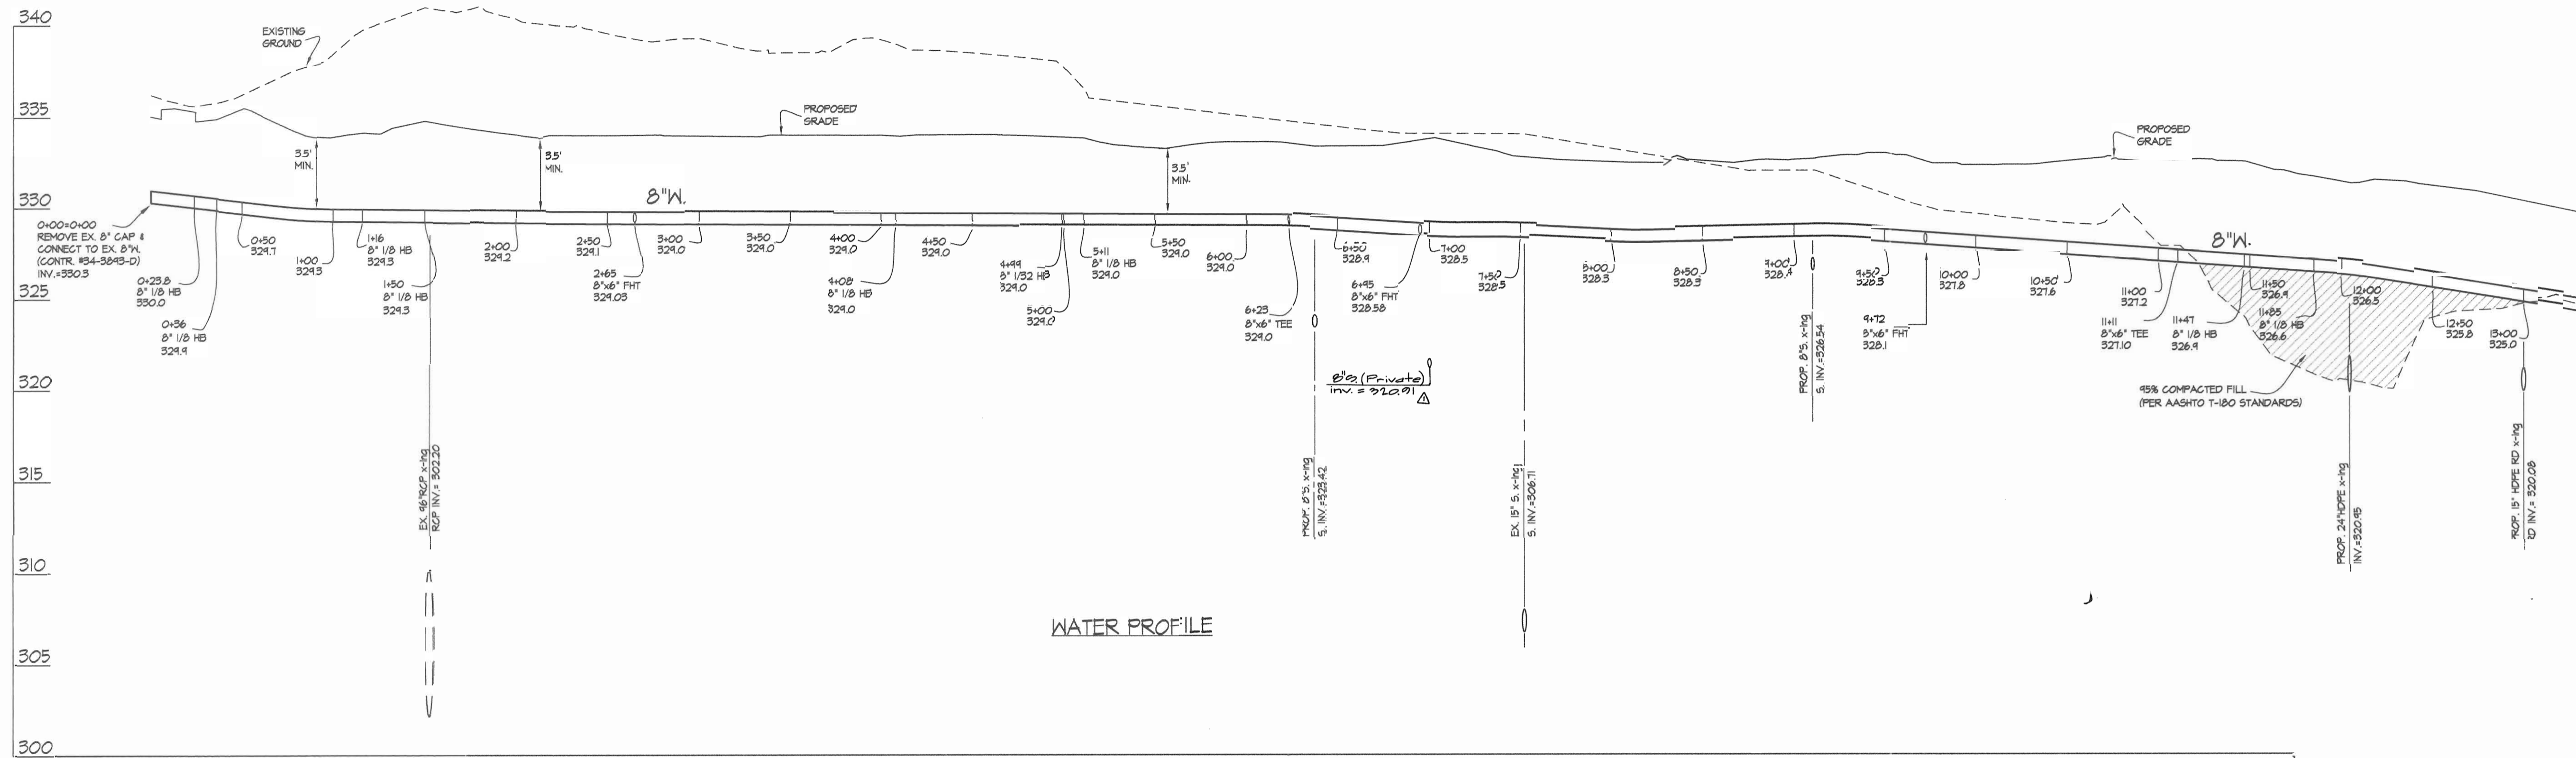 340
335
330
325
320
315
310
305
300
EXISTING
GROUND
PROPOSED
GRADE
PROPOSED
GRADE
3.5'
MIN.
3.5'
MIN.
3.5'
MIN.
8"W.
8"W.
0+00=0+00
REMOVE EX. 8" CAP &
CONNECT TO EX. 8"W.
(CONTR. #34-3893-D)
INV.=330.3
0+23.8
8" 1/8 HB
330.0
0+36
8" 1/8 HB
329.9
0+50
329.7
1+00
329.3
1+16
8" 1/8 HB
329.3
1+50
8" 1/8 HB
329.3
2+00
329.2
2+50
329.1
2+65
8"x6" FHT
329.03
3+00
329.0
3+50
329.0
4+00
329.0
4+08
8" 1/8 HB
329.0
4+50
329.0
4+99
8" 1/32 HB
329.0
5+00
329.0
5+11
8" 1/8 HB
329.0
5+50
329.0
6+00
329.0
6+23
8"x6" TEE
329.0
6+50
328.9
6+95
8"x6" FHT
328.58
7+00
328.5
7+50
328.5
8+00
328.3
8+50
328.3
9+00
328.4
9+50
328.3
9+72
8"x6" FHT
328.1
10+00
327.8
10+50
327.6
11+00
327.2
11+11
8"x6" TEE
327.10
11+47
8" 1/8 HB
326.9
11+50
326.9
11+85
8" 1/8 HB
326.6
12+00
326.5
12+50
325.8
13+00
325.0
EX. 96"RCP x-ing
RCP INV.= 302.20
PROP. 8"S. x-ing
S. INV.=323.42
8"S. (Private)
inv. = 320.91
1
EX. 15" S. x-ing
S. INV.=306.71
PROP. 8"S. x-ing
S. INV.=326.54
95% COMPACTED FILL
(PER AASHTO T-180 STANDARDS)
PROP. 24"HDPE x-ing
INV.=320.95
PROP. 15" HDPE RD x-ing
RD INV.= 320.08
WATER PROFILE